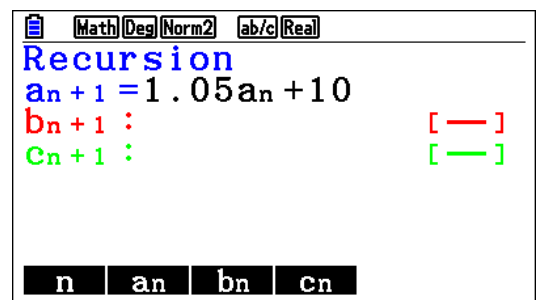 Math Deg Norm2 ab/c Real
Recursion
an+1=1.05an+10
bn+1: [—]
cn+1: [—]
n an bn cn